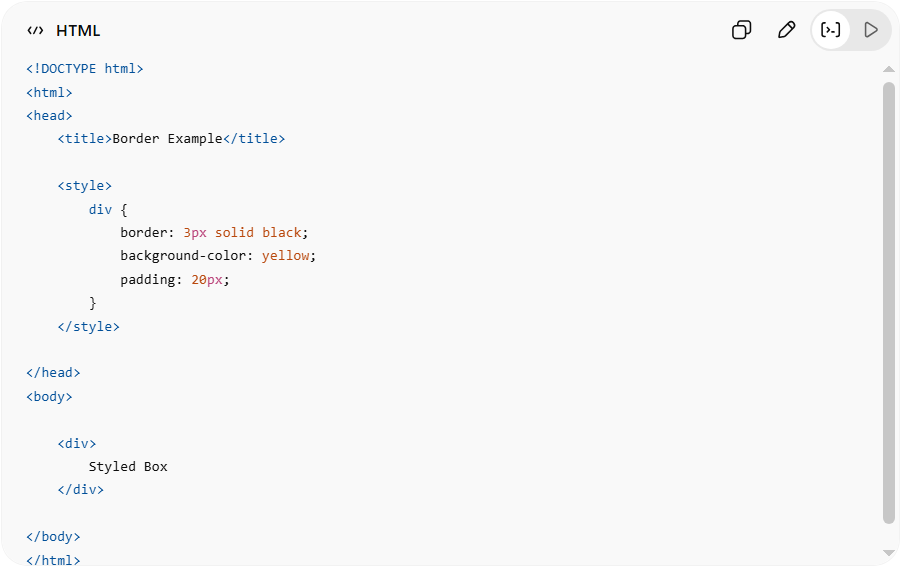 HTML
<!DOCTYPE html>
<html>
<head>
    <title>Border Example</title>

    <style>
        div {
            border: 3px solid black;
            background-color: yellow;
            padding: 20px;
        }
    </style>

</head>
<body>

    <div>
        Styled Box
    </div>

</body>
</html>